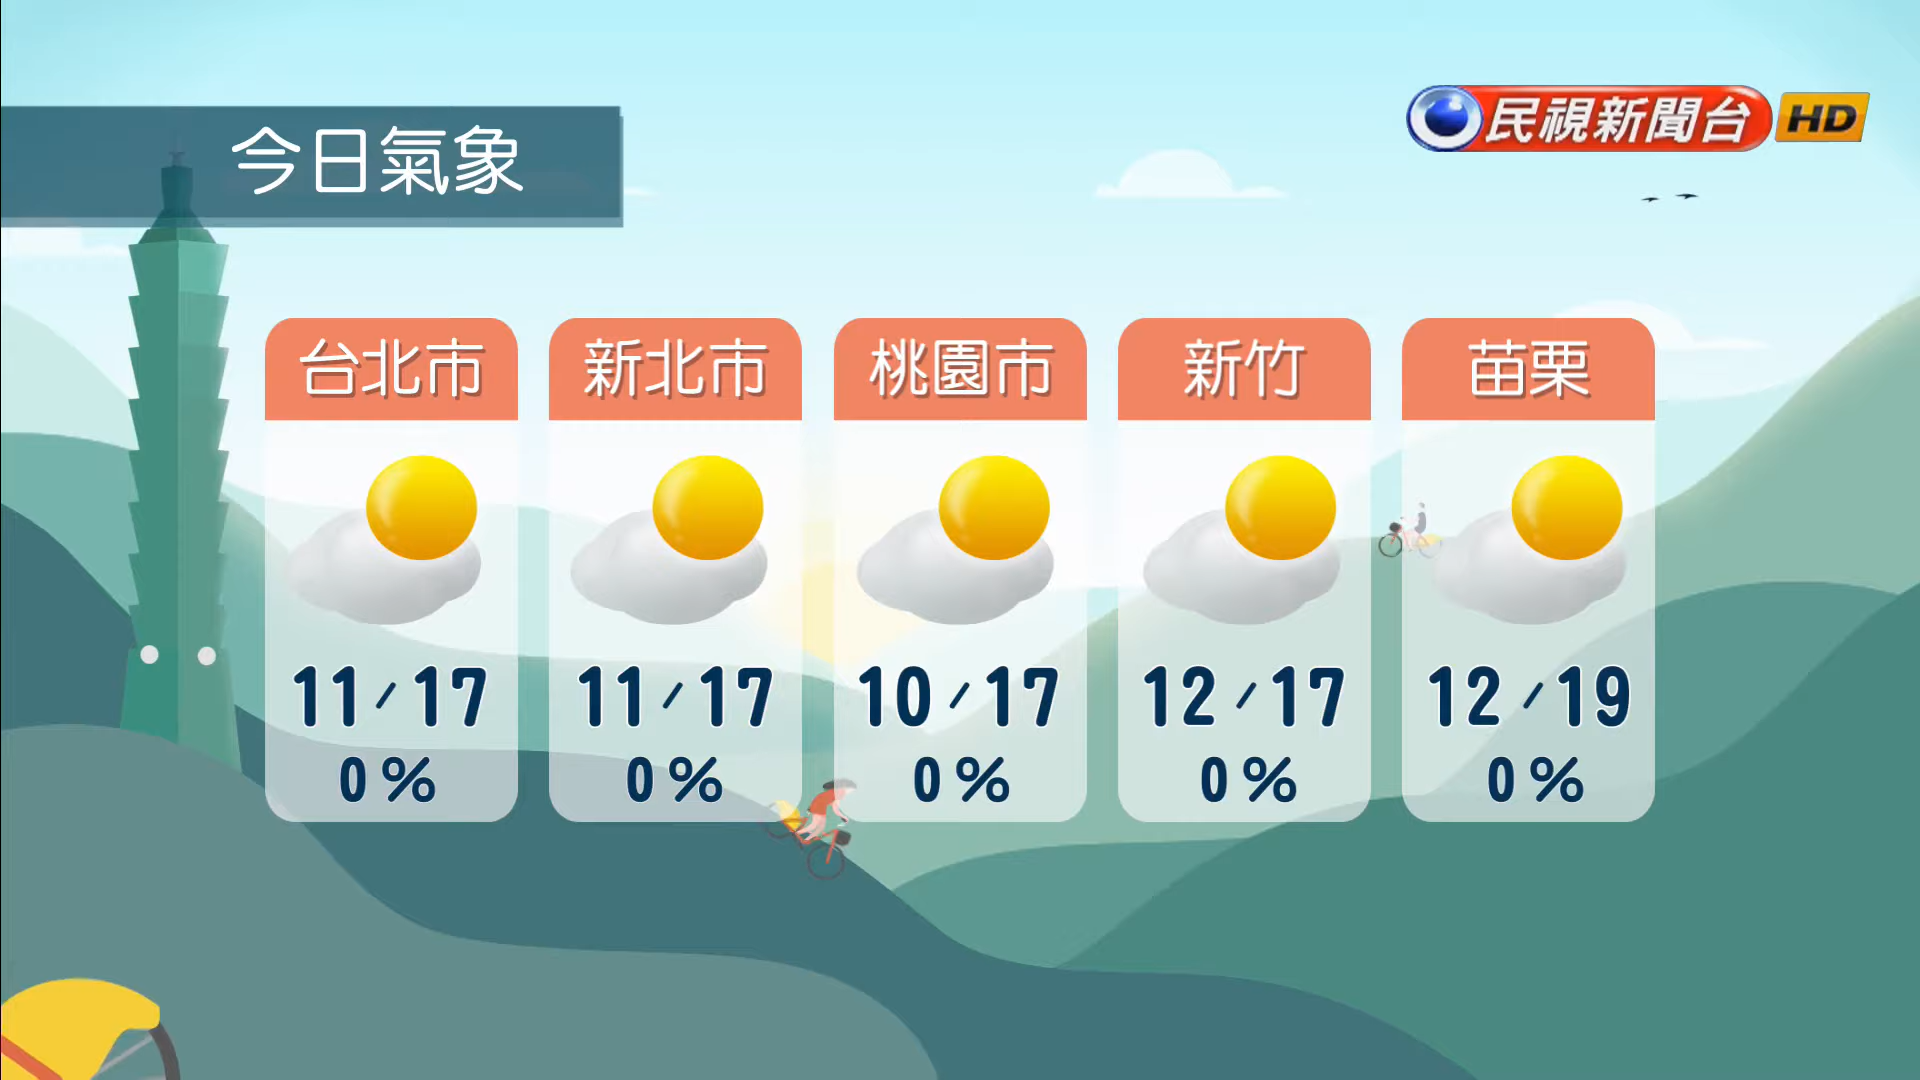 民視新聞台 HD
今日氣象
台北市 新北市 桃園市 新竹 苗栗
11/17 11/17 10/17 12/17 12/19
0% 0% 0% 0% 0%